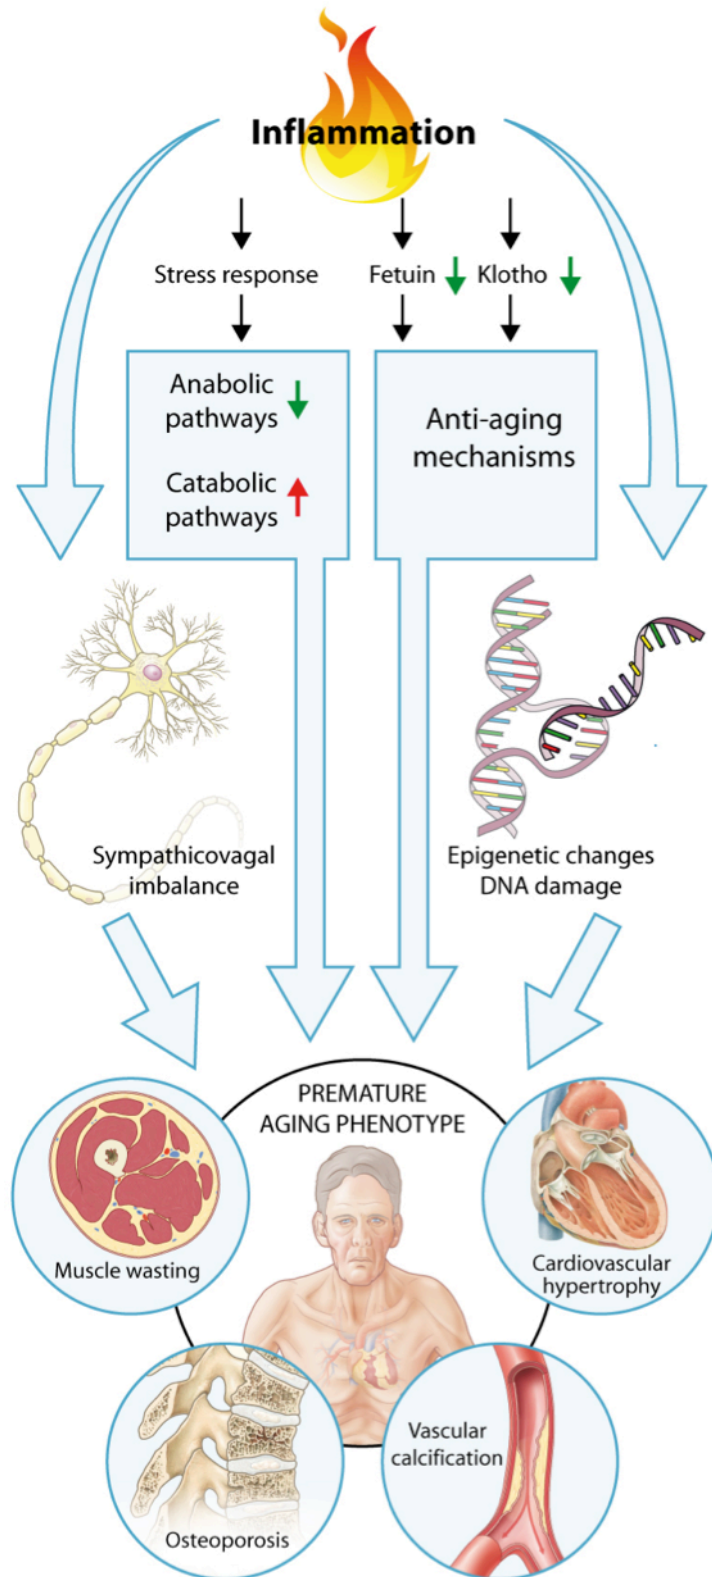 Inflammation
Stress response
Fetuin
Klotho
Anabolic
pathways
Catabolic
pathways
Anti-aging
mechanisms
Sympathicovagal
imbalance
Epigenetic changes
DNA damage
PREMATURE
AGING PHENOTYPE
Muscle wasting
Cardiovascular
hypertrophy
Osteoporosis
Vascular
calcification